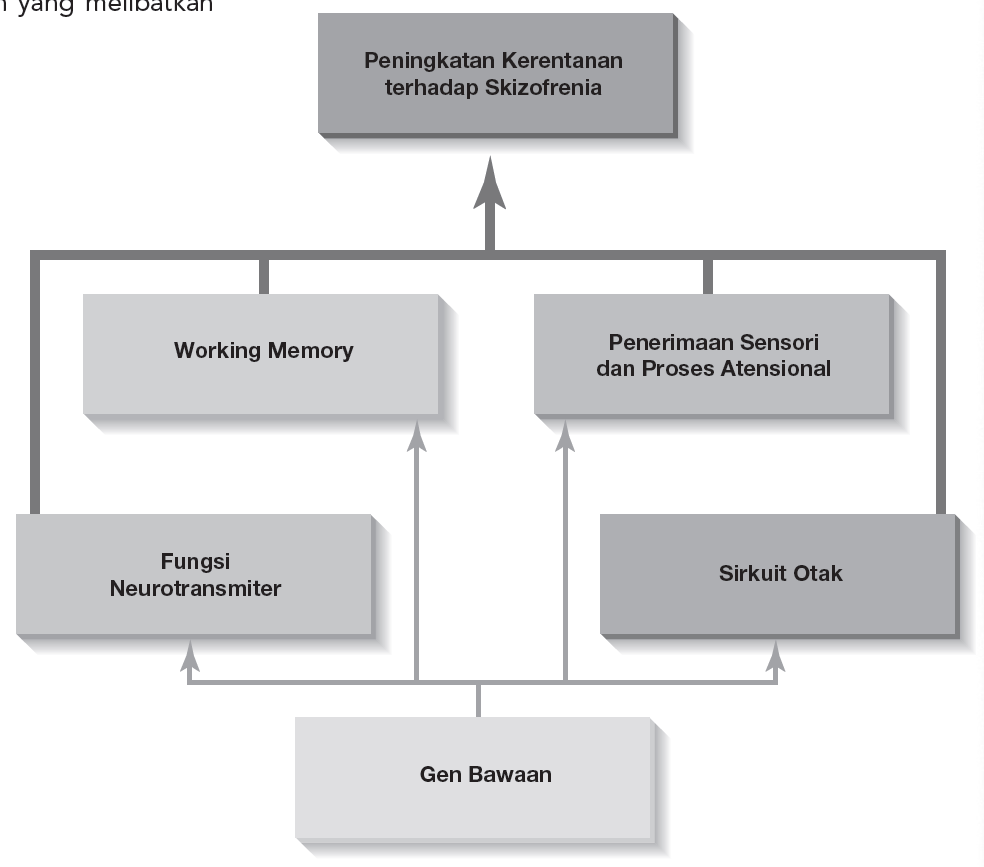 yang melibatkan
Peningkatan Kerentanan
terhadap Skizofrenia
Working Memory
Penerimaan Sensori
dan Proses Atensional
Fungsi
Neurotransmiter
Sirkuit Otak
Gen Bawaan